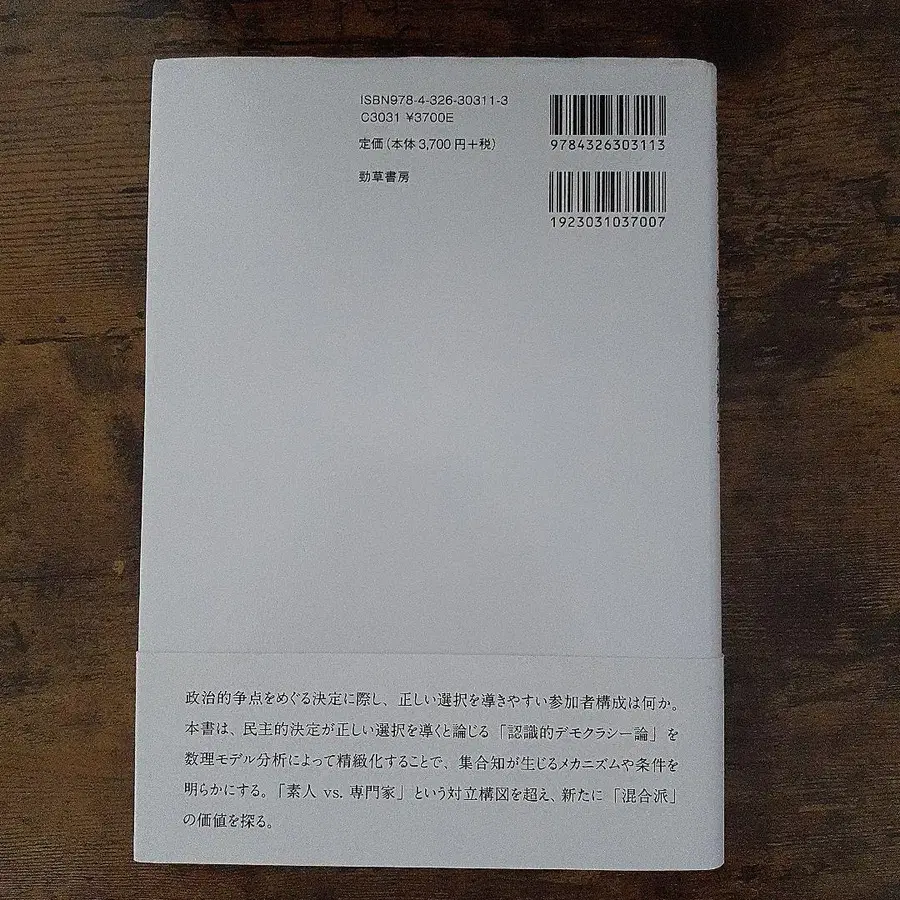 ISBN978-4-326-30311-3
C3031 ¥3700E
定価(本体3,700円+税)
勁草書房
9784326303113
1923031037007
政治的争点をめぐる決定に際し、正しい選択を導きやすい参加者構成は何か。
本書は、民主的決定が正しい選択を導くと論じる「認識的デモクラシー論」を
数理モデル分析によって精緻化することで、集合知が生じるメカニズムや条件を
明らかにする。「素人 vs. 専門家」という対立構図を超え、新たに「混合派」
の価値を探る。